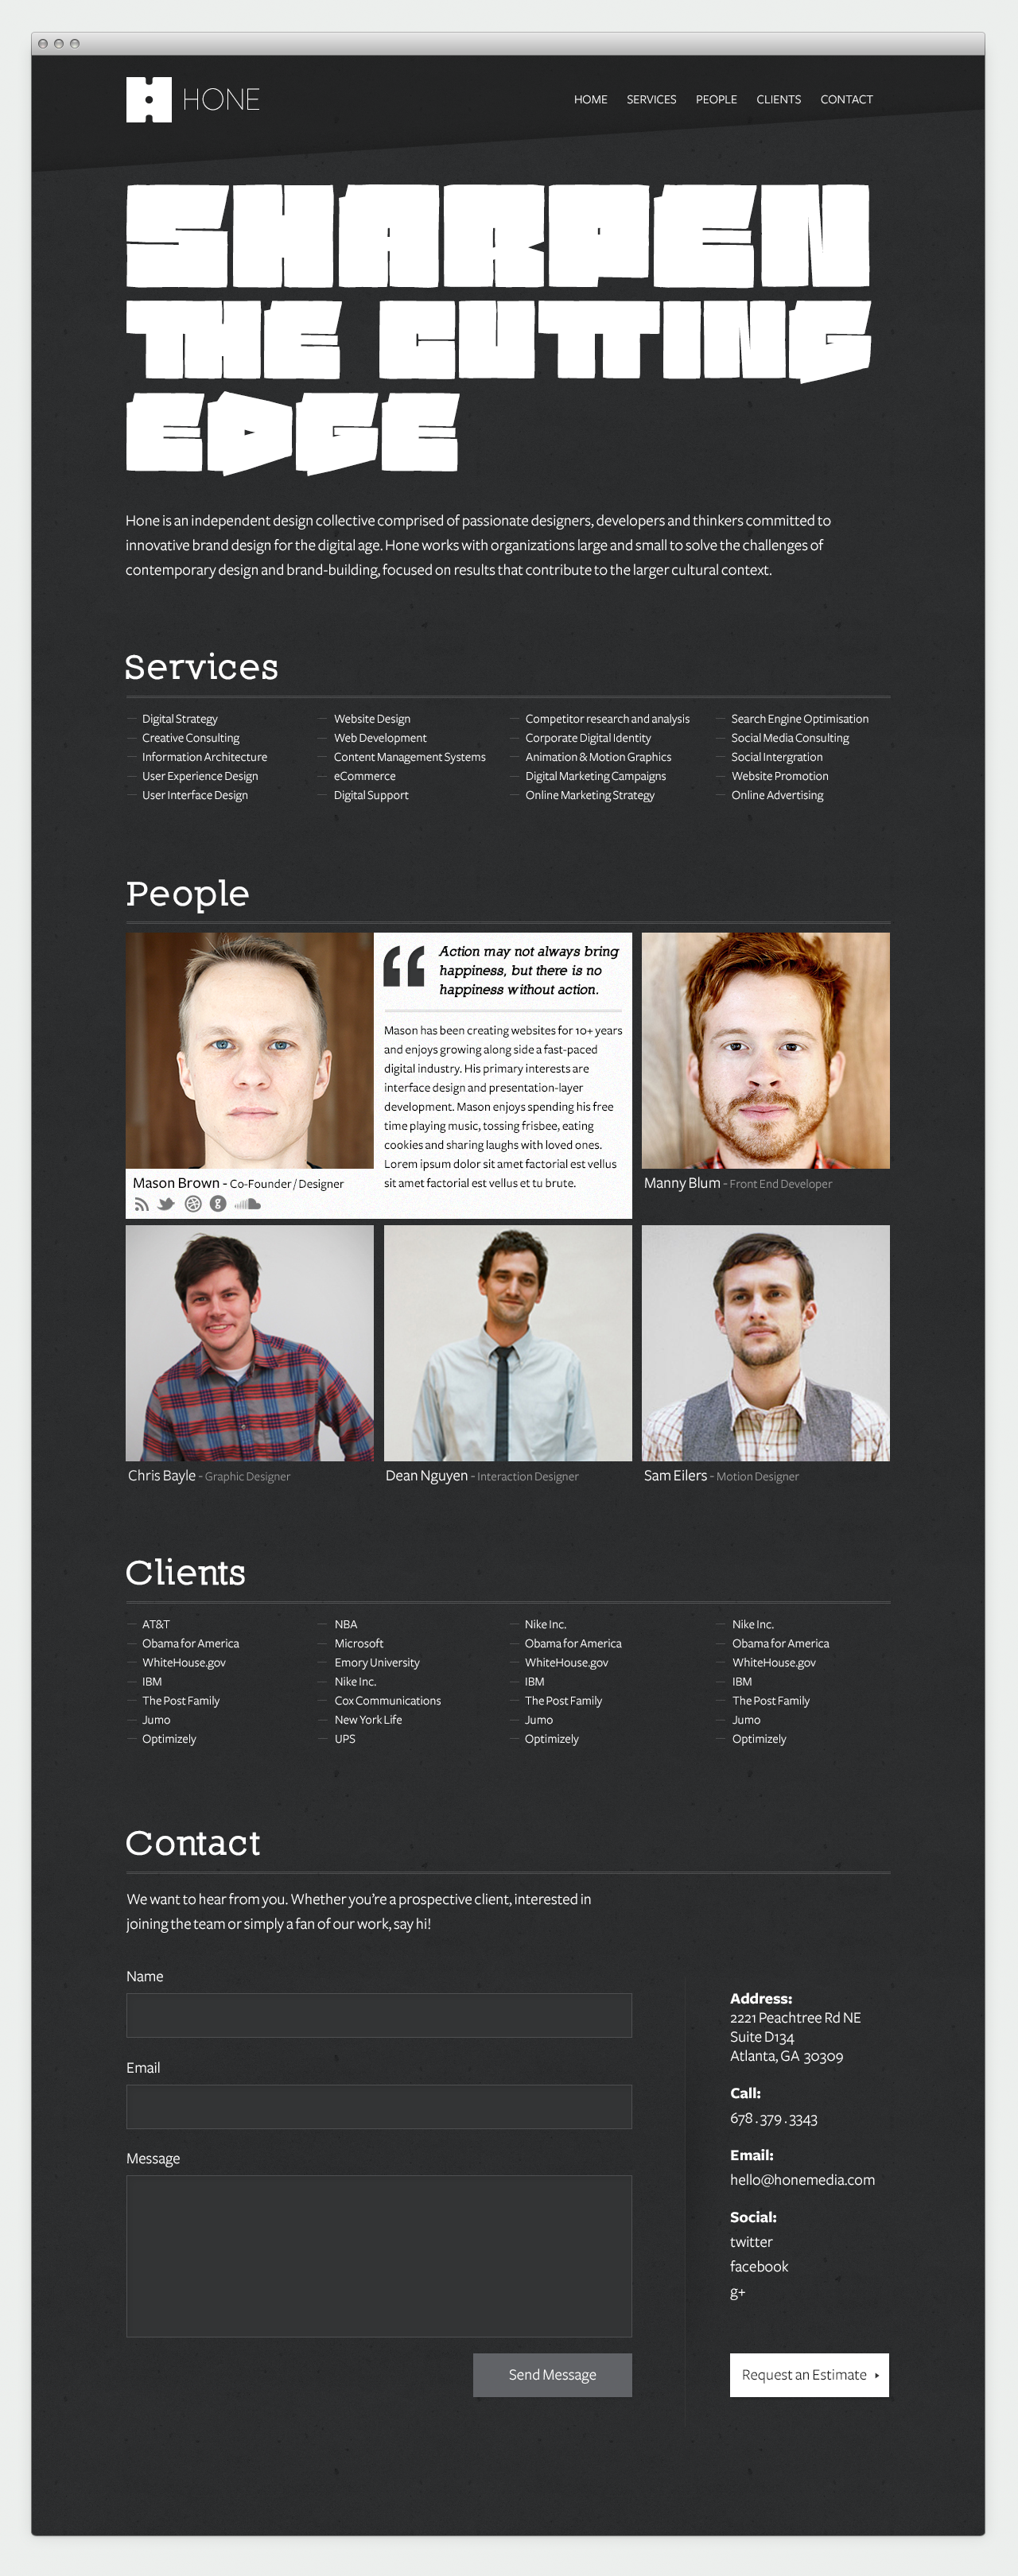 HONE
HOME SERVICES PEOPLE CLIENTS CONTACT
SHARPEN
THE CUTTING
EDGE
Hone is an independent design collective comprised of passionate designers, developers and thinkers committed to
innovative brand design for the digital age. Hone works with organizations large and small to solve the challenges of
contemporary design and brand-building, focused on results that contribute to the larger cultural context.
Services
Digital Strategy
Creative Consulting
Information Architecture
User Experience Design
User Interface Design
Website Design
Web Development
Content Management Systems
eCommerce
Digital Support
Competitor research and analysis
Corporate Digital Identity
Animation & Motion Graphics
Digital Marketing Campaigns
Online Marketing Strategy
Search Engine Optimisation
Social Media Consulting
Social Intergration
Website Promotion
Online Advertising
People
“
Action may not always bring
happiness, but there is no
happiness without action.
Mason has been creating websites for 10+ years
and enjoys growing along side a fast-paced
digital industry. His primary interests are
interface design and presentation-layer
development. Mason enjoys spending his free
time playing music, tossing frisbee, eating
cookies and sharing laughs with loved ones.
Lorem ipsum dolor sit amet factorial est vellus
sit amet factorial est vellus et tu brute.
Mason Brown - Co-Founder / Designer
Manny Blum - Front End Developer
Chris Bayle - Graphic Designer
Dean Nguyen - Interaction Designer
Sam Eilers - Motion Designer
Clients
AT&T
Obama for America
WhiteHouse.gov
IBM
The Post Family
Jumo
Optimizely
NBA
Microsoft
Emory University
Nike Inc.
Cox Communications
New York Life
UPS
Nike Inc.
Obama for America
WhiteHouse.gov
IBM
The Post Family
Jumo
Optimizely
Nike Inc.
Obama for America
WhiteHouse.gov
IBM
The Post Family
Jumo
Optimizely
Contact
We want to hear from you. Whether you're a prospective client, interested in
joining the team or simply a fan of our work, say hi!
Name
Email
Message
Send Message
Address:
2221 Peachtree Rd NE
Suite D134
Atlanta, GA 30309
Call:
678 . 379 . 3343
Email:
hello@honemedia.com
Social:
twitter
facebook
g+
Request an Estimate